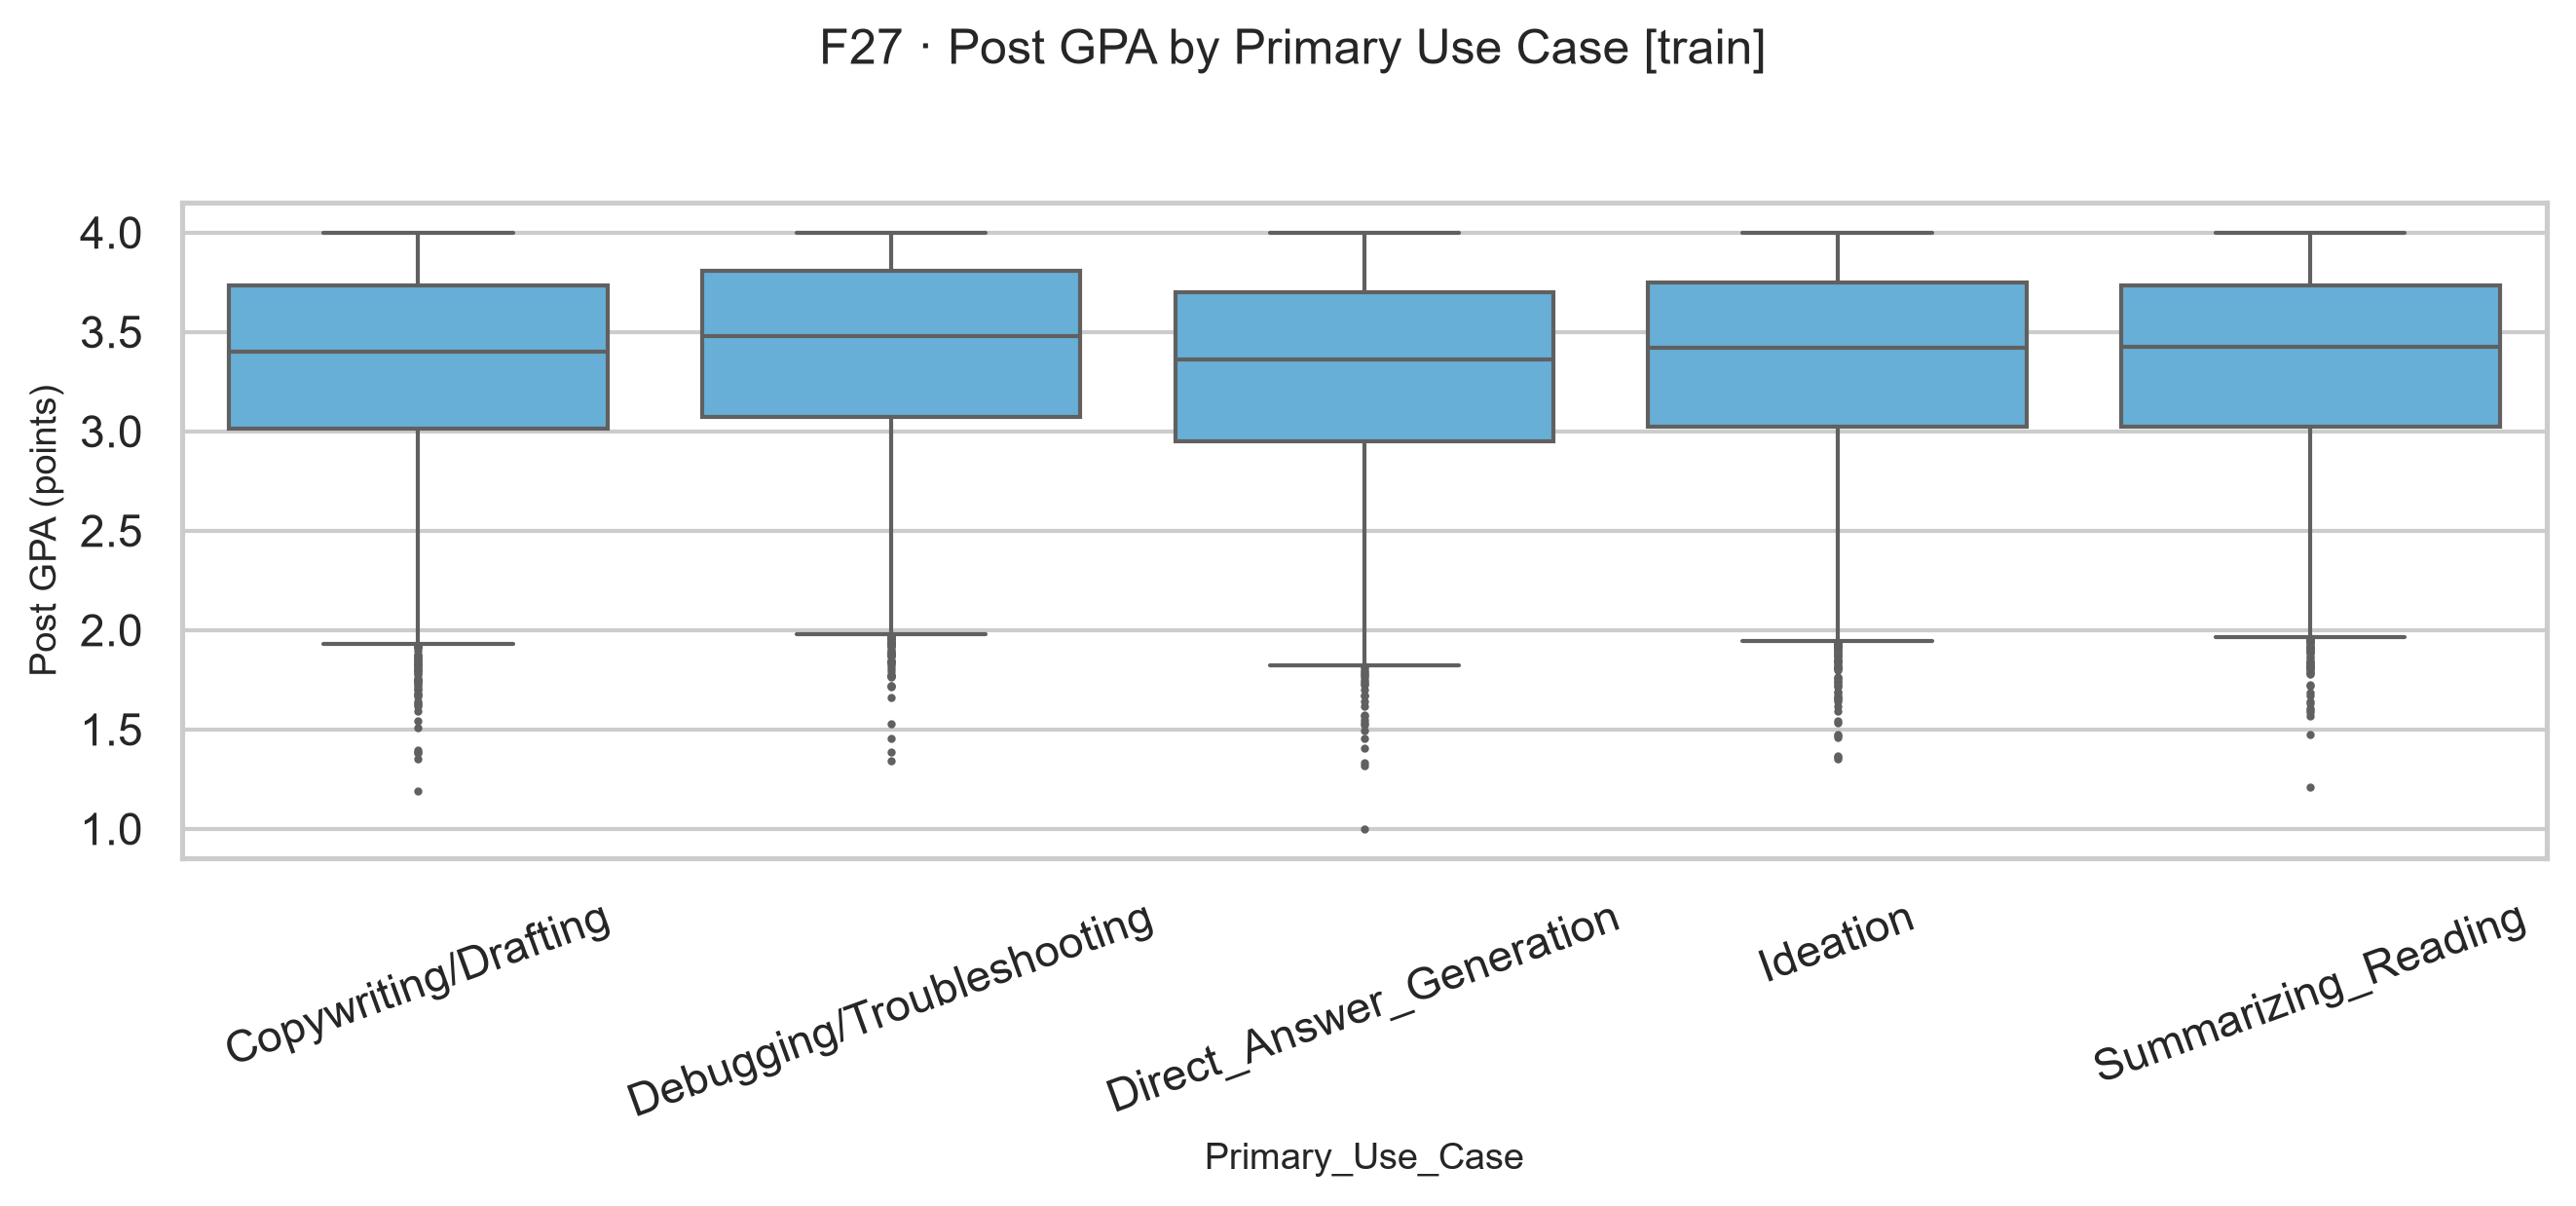 F27 · Post GPA by Primary Use Case [train]
Post GPA (points)
4.0
3.5
3.0
2.5
2.0
1.5
1.0
Copywriting/Drafting
Debugging/Troubleshooting
Direct_Answer_Generation
Ideation
Summarizing_Reading
Primary_Use_Case